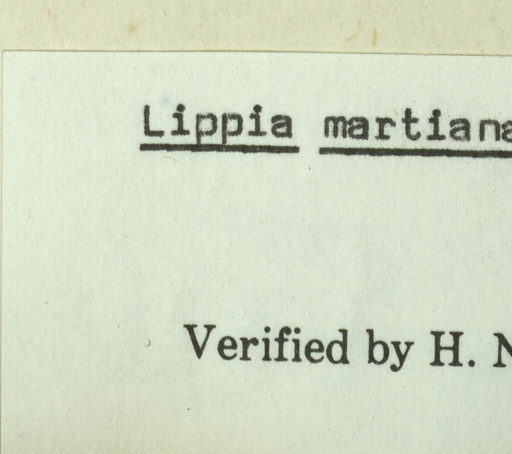 Lippia martiana
Verified by H. N